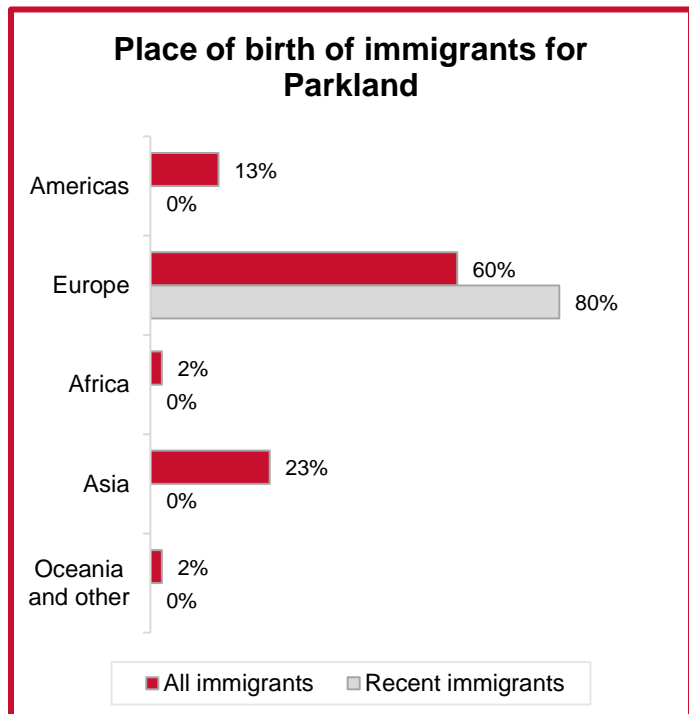 Place of birth of immigrants for
Parkland
Americas
13%
0%
Europe
60%
80%
Africa
2%
0%
Asia
23%
0%
Oceania
and other
2%
0%
All immigrants
Recent immigrants